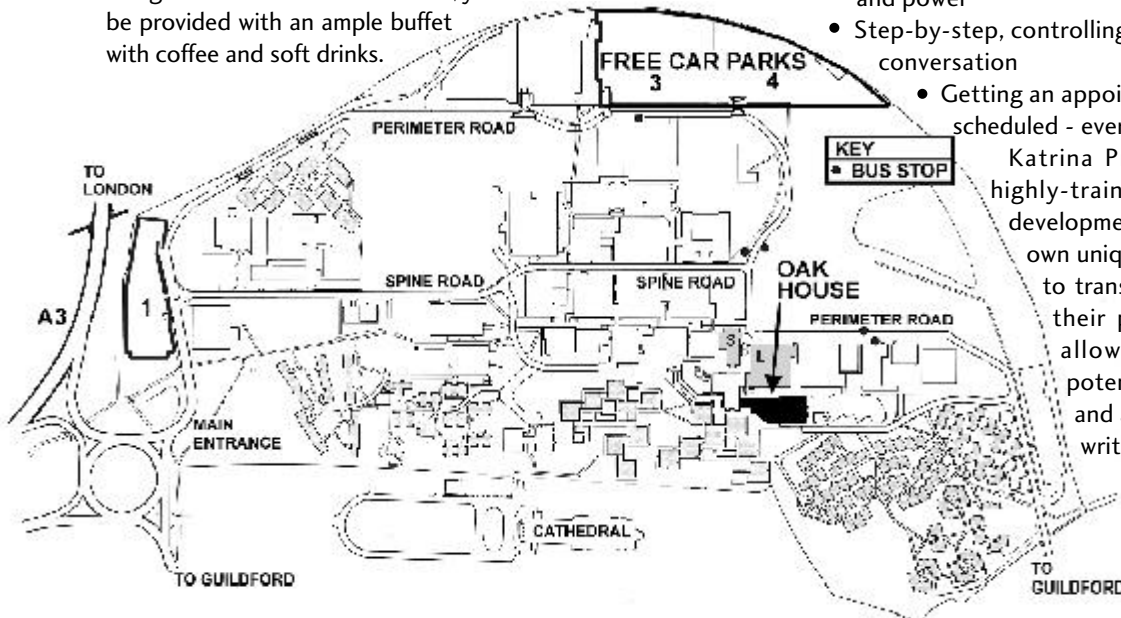 be provided with an ample buffet
with coffee and soft drinks.
and power
• Step-by-step, controlling
conversation
• Getting an
scheduled - even
Katrina
highly-train
developme
own uniq
to trans
their p
allow
poten
and
writ
FREE CAR PARKS
3 4
PERIMETER ROAD
KEY
• BUS STOP
TO
LONDON
A3
1
SPINE ROAD
SPINE ROAD
OAK
HOUSE
PERIMETER ROAD
S
L
MAIN
ENTRANCE
CATHEDRAL
TO GUILDFORD
TO
GUILDFORD